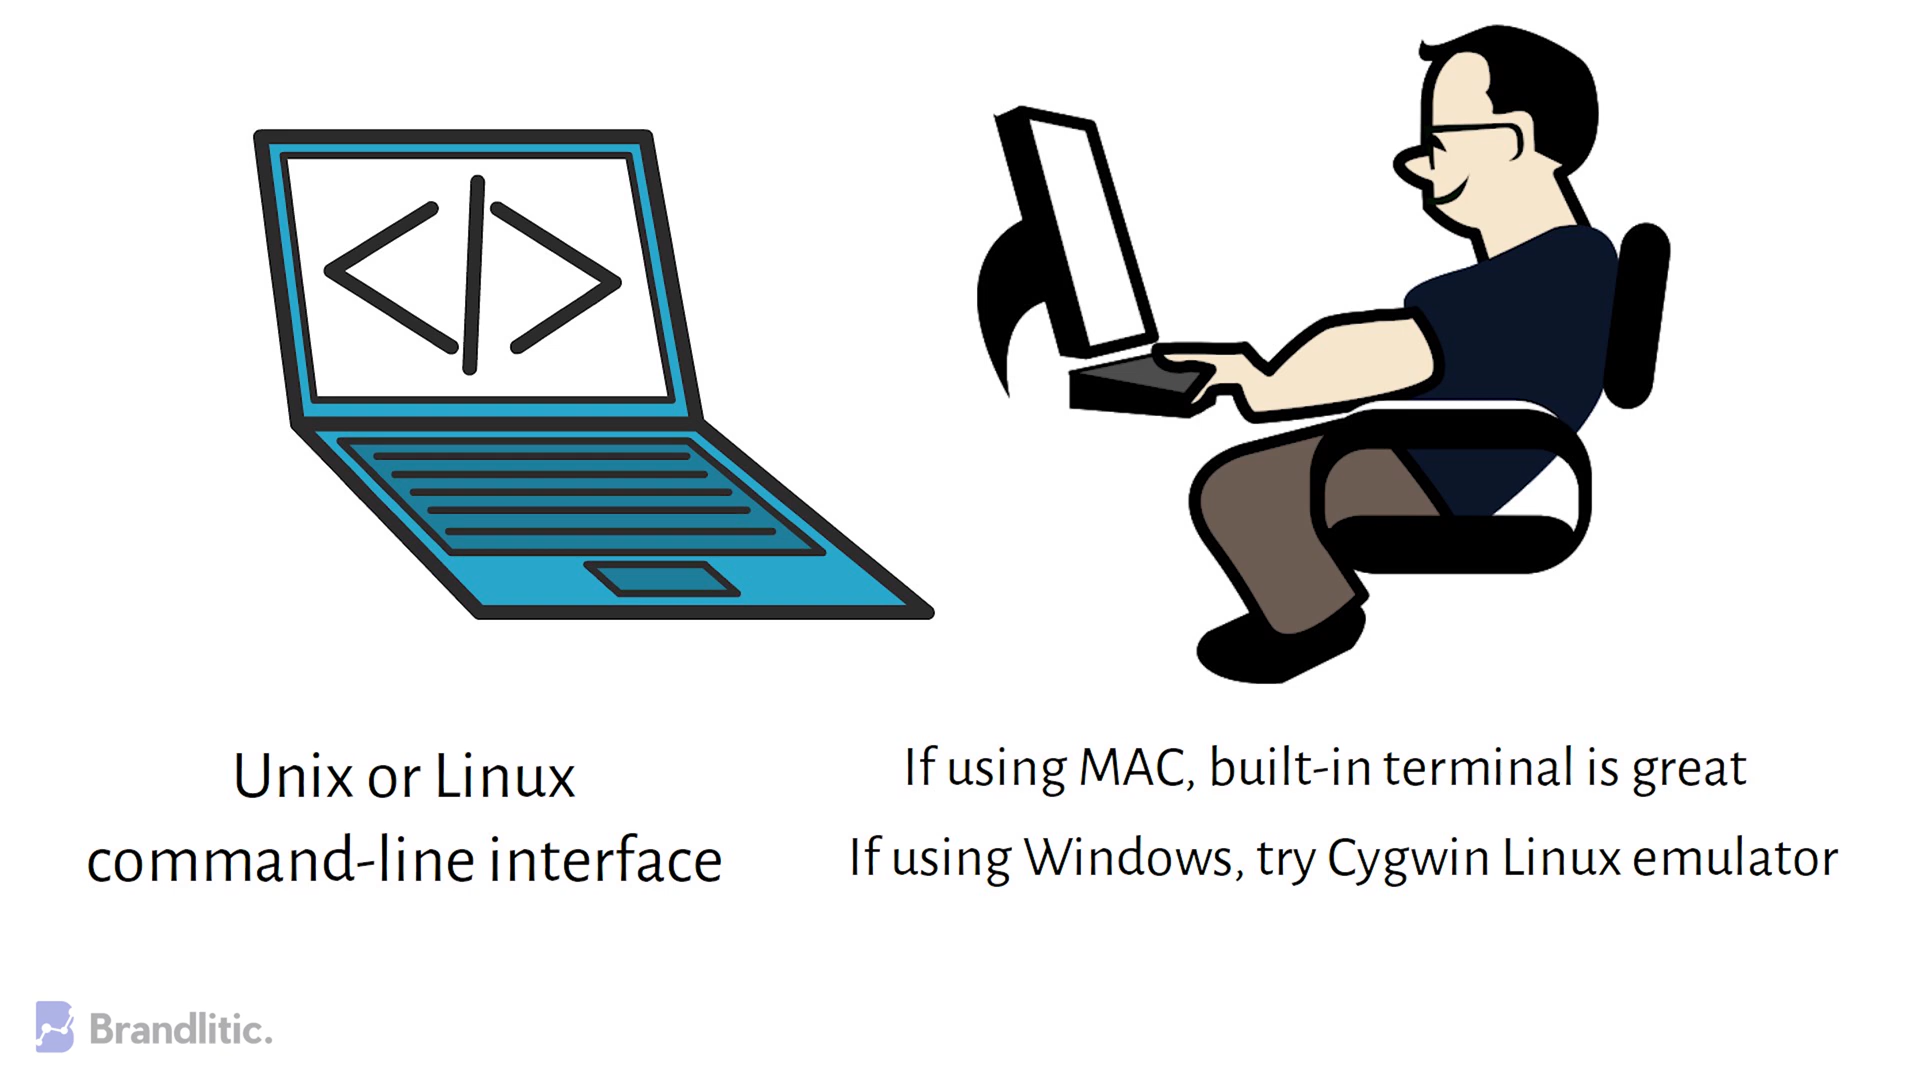 </>
Unix or Linux
command-line interface
If using MAC, built-in terminal is great
If using Windows, try Cygwin Linux emulator
Brandlitic.